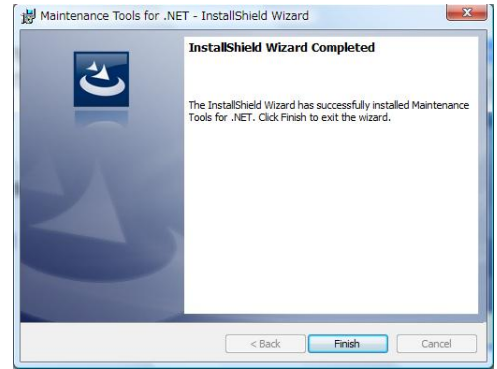 Maintenance Tools for .NET - InstallShield Wizard
InstallShield Wizard Completed
The InstallShield Wizard has successfully installed Maintenance
Tools for .NET. Click Finish to exit the wizard.
< Back Finish Cancel